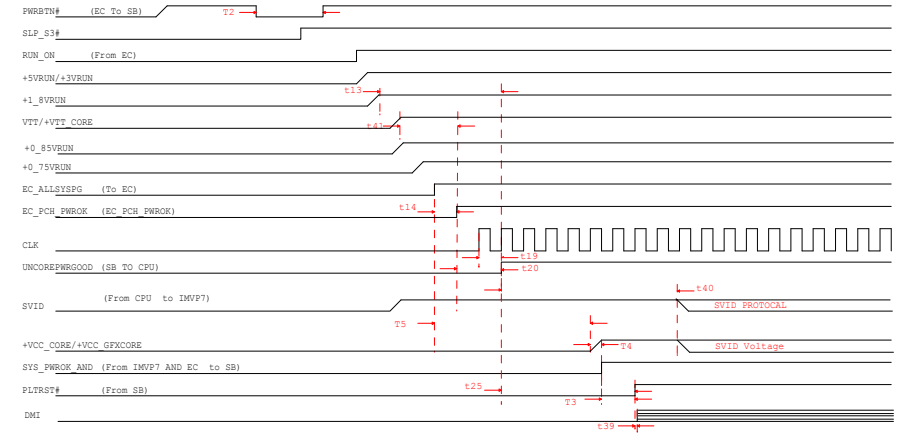 PWRBTN# (EC To SB) T2
SLP_S3#
RUN_ON (From EC)
+5VRUN/+3VRUN
t13
+1_8VRUN
VTT/+VTT_CORE t41
+0_85VRUN
+0_75VRUN
EC_ALLSYSPG (To EC)
t14
EC_PCH_PWROK (EC_PCH_PWROK)
CLK
t19
UNCOREPWRGOOD (SB TO CPU) t20
t40
SVID (From CPU to IMVP7) SVID PROTOCAL
T5
+VCC_CORE/+VCC_GFXCORE T4 SVID Voltage
SYS_PWROK_AND (From IMVP7 AND EC to SB)
PLTRST# (From SB) t25
T3
DMI
t39